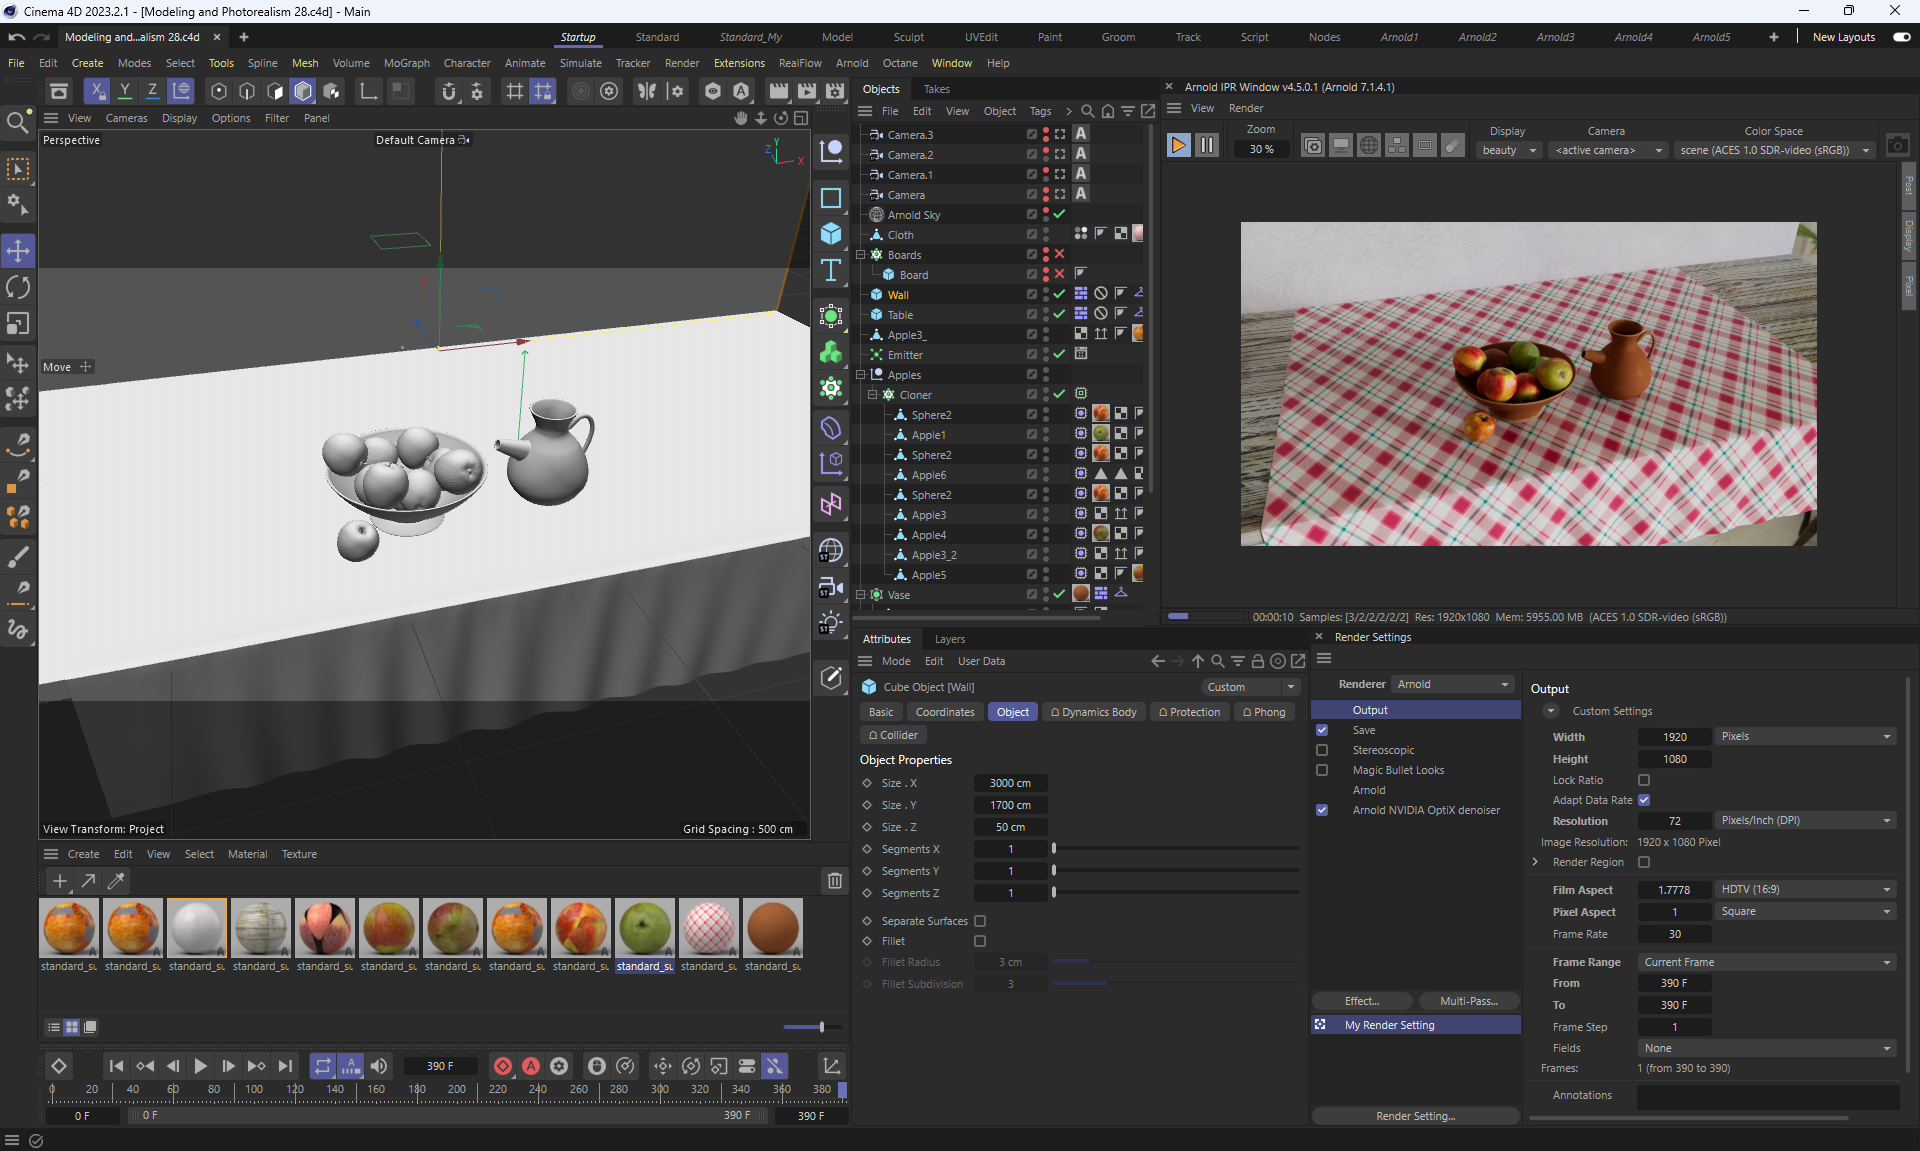 Cinema 4D 2023.2.1 - [Modeling and Photorealism 28.c4d] - Main
Modeling and...alism 28.c4d
Startup Standard Standard_My Model Sculpt UVEdit Paint Groom Track Script Nodes Arnold1 Arnold2 Arnold3 Arnold4 Arnold5 New Layouts
File Edit Create Modes Select Tools Spline Mesh Volume MoGraph Character Animate Simulate Tracker Render Extensions RealFlow Arnold Octane Window Help
X Y Z
View Cameras Display Options Filter Panel
Perspective
Default Camera
Y
Z
X
Move
View Transform: Project
Grid Spacing : 500 cm
Objects Takes
File Edit View Object Tags
Camera.3
Camera.2
Camera.1
Camera
Arnold Sky
Cloth
Boards
Board
Wall
Table
Apple3_
Emitter
Apples
Cloner
Sphere2
Apple1
Sphere2
Apple6
Sphere2
Apple3
Apple4
Apple3_2
Apple5
Vase
Arnold IPR Window v4.5.0.1 (Arnold 7.1.4.1)
View Render
Zoom
30 %
Display
beauty
Camera
<active camera>
Color Space
scene (ACES 1.0 SDR-video (sRGB))
Post
Display
Pixel
00:00:10 Samples: [3/2/2/2/2/2] Res: 1920x1080 Mem: 5955.00 MB (ACES 1.0 SDR-video (sRGB))
Attributes Layers
Mode Edit User Data
Cube Object [Wall]
Custom
Basic Coordinates Object Dynamics Body Protection Phong
Collider
Object Properties
Size . X 3000 cm
Size . Y 1700 cm
Size . Z 50 cm
Segments X 1
Segments Y 1
Segments Z 1
Separate Surfaces
Fillet
Fillet Radius 3 cm
Fillet Subdivision 3
Render Settings
Renderer Arnold
Output
Save
Stereoscopic
Magic Bullet Looks
Arnold
Arnold NVIDIA OptiX denoiser
Effect... Multi-Pass...
My Render Setting
Render Setting...
Output
Custom Settings
Width 1920 Pixels
Height 1080
Lock Ratio
Adapt Data Rate
Resolution 72 Pixels/Inch (DPI)
Image Resolution: 1920 x 1080 Pixel
Render Region
Film Aspect 1.7778 HDTV (16:9)
Pixel Aspect 1 Square
Frame Rate 30
Frame Range Current Frame
From 390 F
To 390 F
Frame Step 1
Fields None
Frames: 1 (from 390 to 390)
Annotations
Create Edit View Select Material Texture
standard_su standard_su standard_su standard_su standard_su standard_su standard_su standard_su standard_su standard_su standard_su standard_su
390 F
0 20 40 60 80 100 120 140 160 180 200 220 240 260 280 300 320 340 360 380
0 F 0 F 390 F 390 F